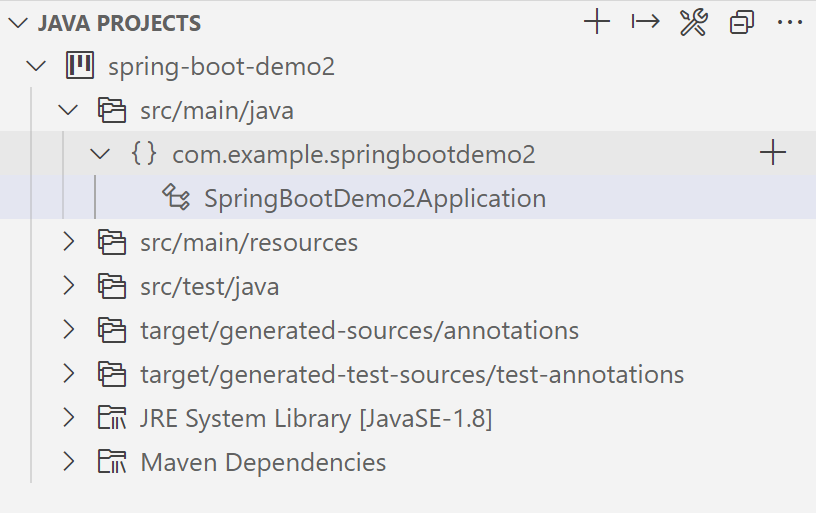 JAVA PROJECTS
spring-boot-demo2
src/main/java
{} com.example.springbootdemo2
SpringBootDemo2Application
src/main/resources
src/test/java
target/generated-sources/annotations
target/generated-test-sources/test-annotations
JRE System Library [JavaSE-1.8]
Maven Dependencies